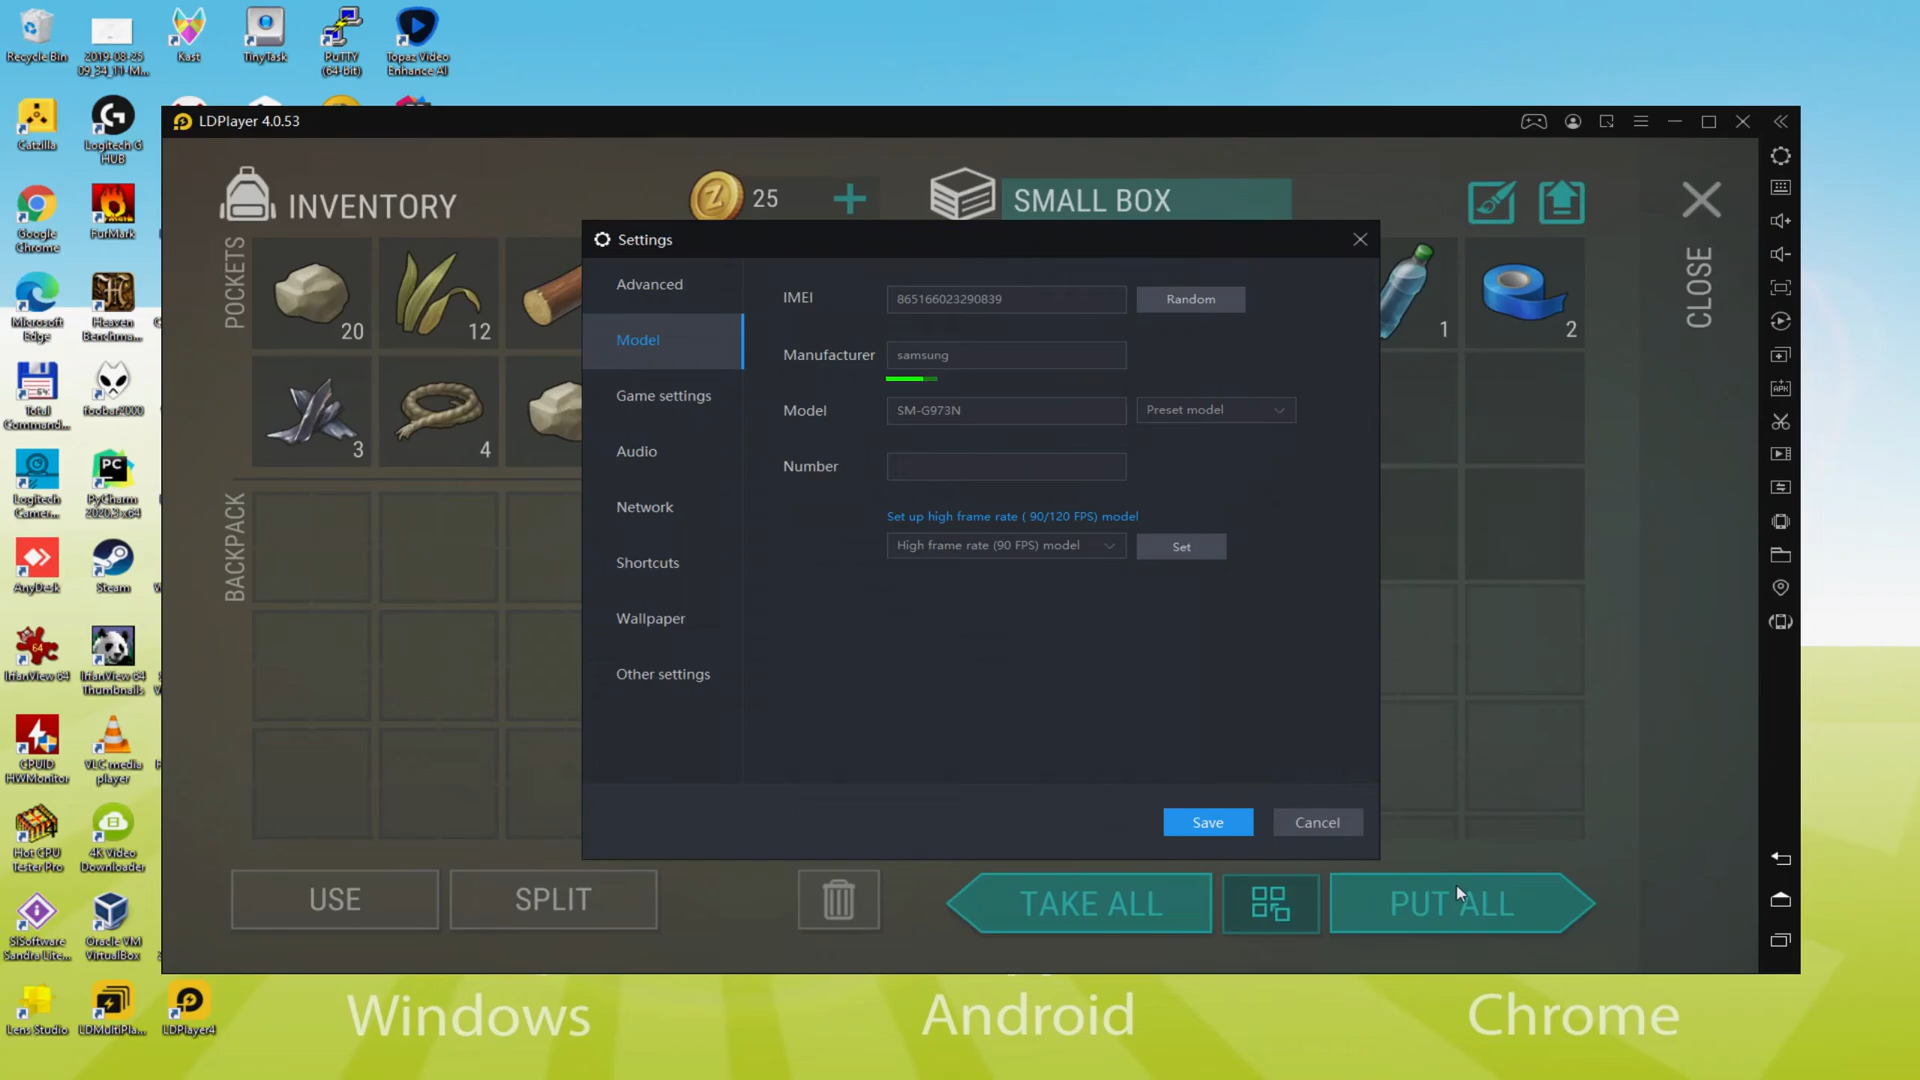 Recycle Bin
2019-08-25
09_34_11-M...
Kast
TinyTask
PuTTY
(64-bit)
Topaz Video
Enhance AI
Catzilla
Logitech G
HUB
Google
Chrome
FurMark
Microsoft
Edge
Heaven
Benchma...
Total
Command...
foobar2000
Logitech
Camer...
PyCharm
2020.3 x64
AnyDesk
Steam
IrfanView 64
IrfanView 64
Thumbnails
CPUID
HWMonitor
VLC media
player
Hot CPU
Tester Pro
4K Video
Downloader
SiSoftware
Sandra Lite...
Oracle VM
VirtualBox
Lens Studio
LDMultiPla...
LDPlayer4
LDPlayer 4.0.53
INVENTORY
25
SMALL BOX
POCKETS
BACKPACK
CLOSE
20
12
3
4
1
2
Settings
Advanced
Model
Game settings
Audio
Network
Shortcuts
Wallpaper
Other settings
IMEI
865166023290839
Random
Manufacturer
samsung
Model
SM-G973N
Preset model
Number
Set up high frame rate ( 90/120 FPS) model
High frame rate (90 FPS) model
Set
Save
Cancel
USE
SPLIT
TAKE ALL
PUT ALL
Windows
Android
Chrome